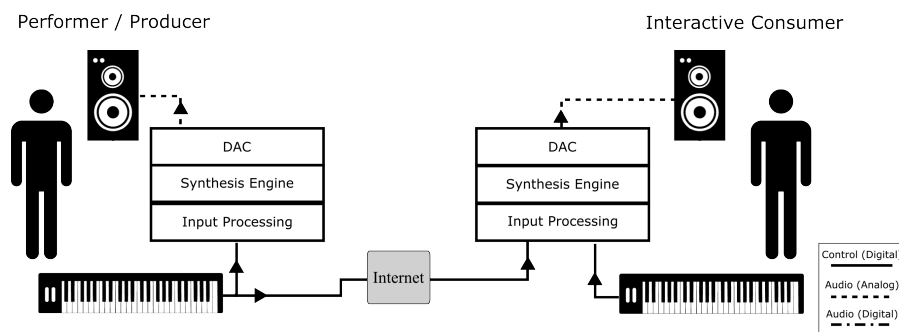 Performer / Producer
Interactive Consumer
DAC
Synthesis Engine
Input Processing
DAC
Synthesis Engine
Input Processing
Internet
Control (Digital)
Audio (Analog)
Audio (Digital)